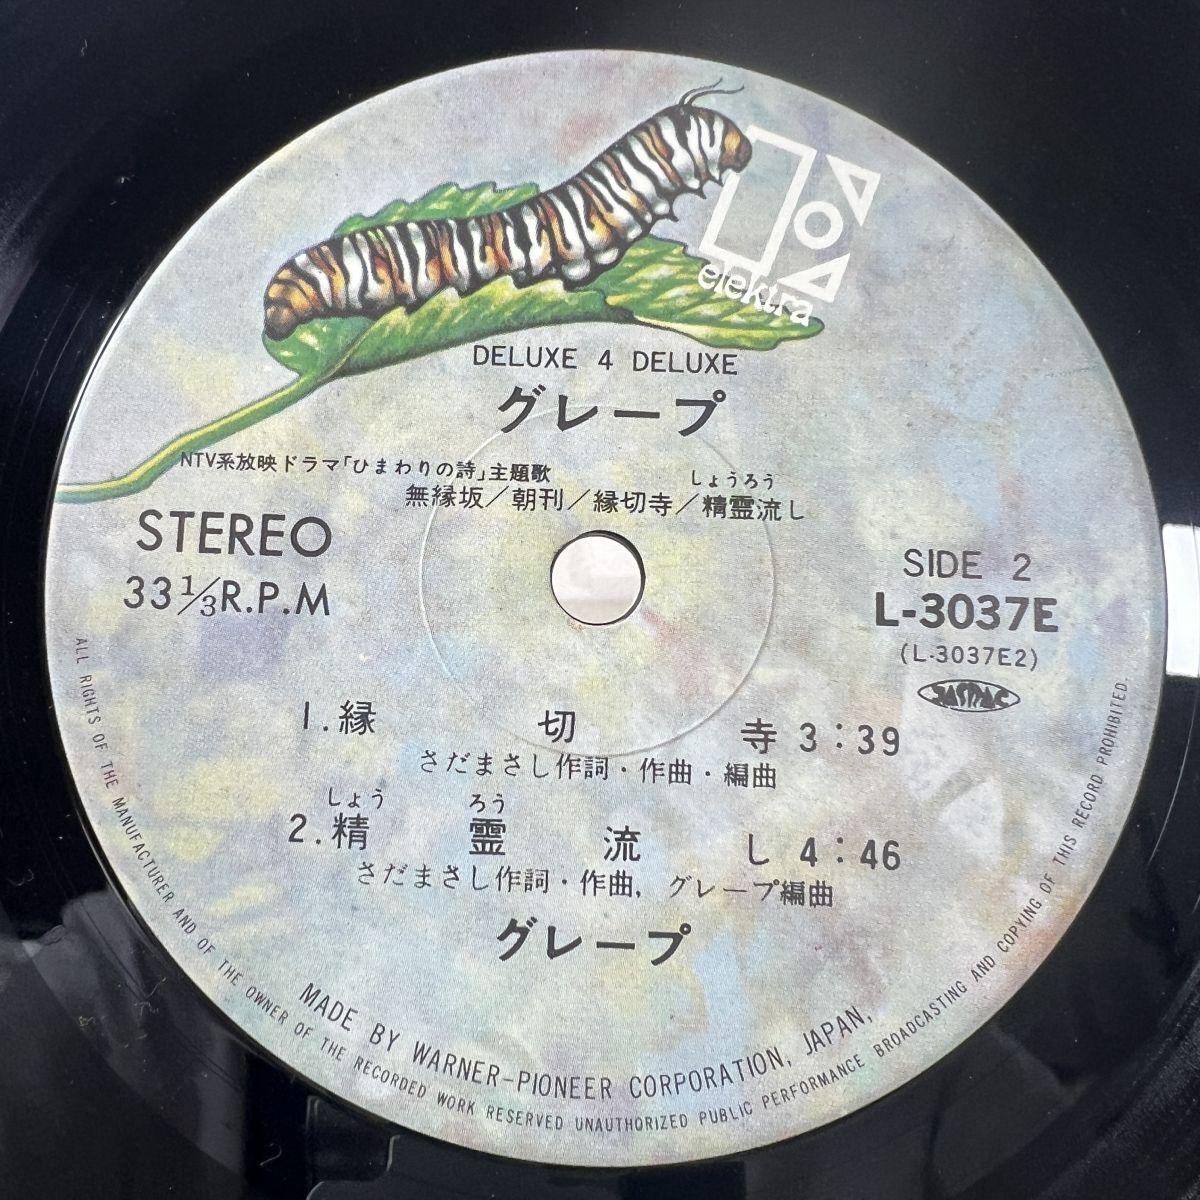 elektra
DELUXE 4 DELUXE
グレープ
NTV系放映ドラマ「ひまわりの詩」主題歌
しょうろう
無縁坂／朝刊／縁切寺／精霊流し
STEREO
33 1/3 R.P.M
SIDE 2
L-3037E
(L-3037E2)
JASRAC
1. 縁切寺 3:39
さだまさし作詞・作曲・編曲
しょう ろう
2. 精霊流し 4:46
さだまさし作詞・作曲, グレープ編曲
グレープ
MADE BY WARNER-PIONEER CORPORATION, JAPAN,
ALL RIGHTS OF THE MANUFACTURER AND OF THE OWNER OF THE RECORDED WORK RESERVED UNAUTHORIZED PUBLIC PERFORMANCE BROADCASTING AND COPYING OF THIS RECORD PROHIBITED.